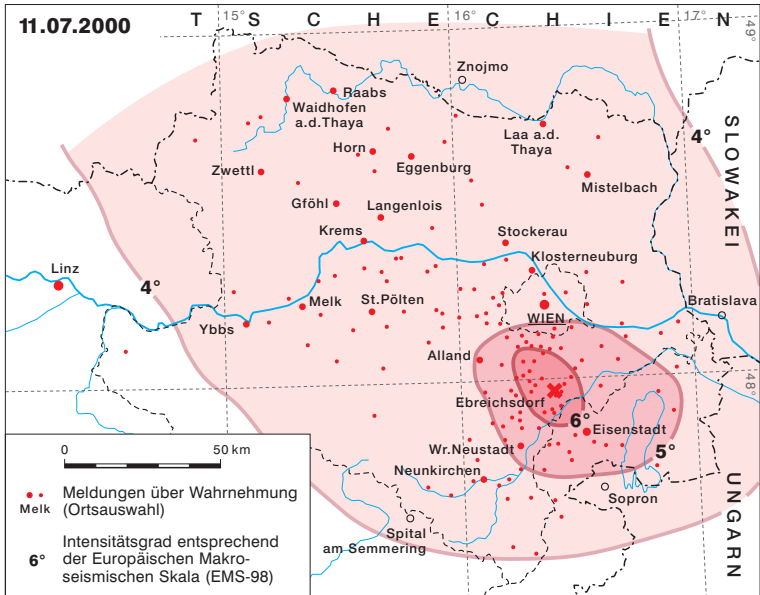 11.07.2000
15°
16°
17°
49°
T S C H E C H I E N
Znojmo
Raabs
Waidhofen
a.d.Thaya
Laa a.d.
Thaya
4°
SLOWAKEI
Horn
Eggenburg
Zwettl
Mistelbach
Gföhl
Langenlois
Krems
Stockerau
Klosterneuburg
Linz
4°
Melk
St.Pölten
WIEN
Bratislava
Ybbs
Alland
48°
Ebreichsdorf
6°
Eisenstadt
5°
Wr.Neustadt
Neunkirchen
Sopron
UNGARN
Spital
am Semmering
0 50 km
Meldungen über Wahrnehmung
Melk (Ortsauswahl)
Intensitätsgrad entsprechend
6° der Europäischen Makro-
seismischen Skala (EMS-98)